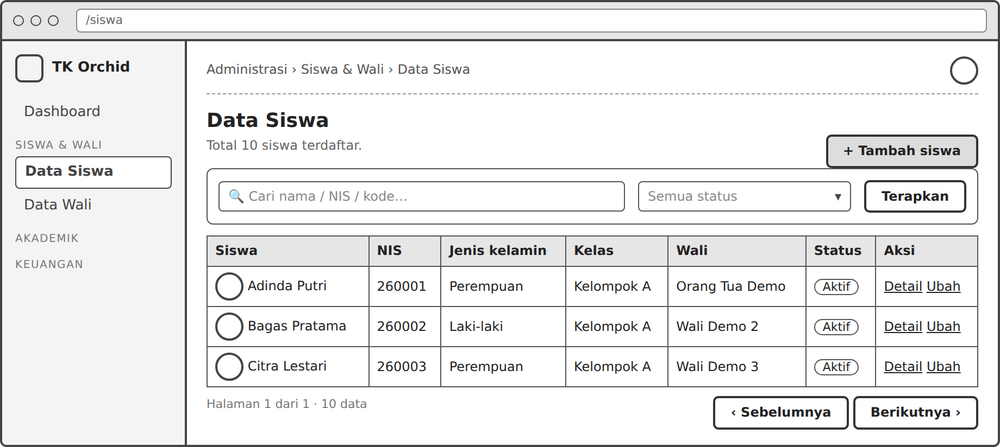 /siswa
TK Orchid
Dashboard
SISWA & WALI
Data Siswa
Data Wali
AKADEMIK
KEUANGAN
Administrasi › Siswa & Wali › Data Siswa
Data Siswa
Total 10 siswa terdaftar.
+ Tambah siswa
Cari nama / NIS / kode...
Semua status ▾
Terapkan
Siswa NIS Jenis kelamin Kelas Wali Status Aksi
Adinda Putri 260001 Perempuan Kelompok A Orang Tua Demo Aktif Detail Ubah
Bagas Pratama 260002 Laki-laki Kelompok A Wali Demo 2 Aktif Detail Ubah
Citra Lestari 260003 Perempuan Kelompok A Wali Demo 3 Aktif Detail Ubah
Halaman 1 dari 1 · 10 data
‹ Sebelumnya
Berikutnya ›